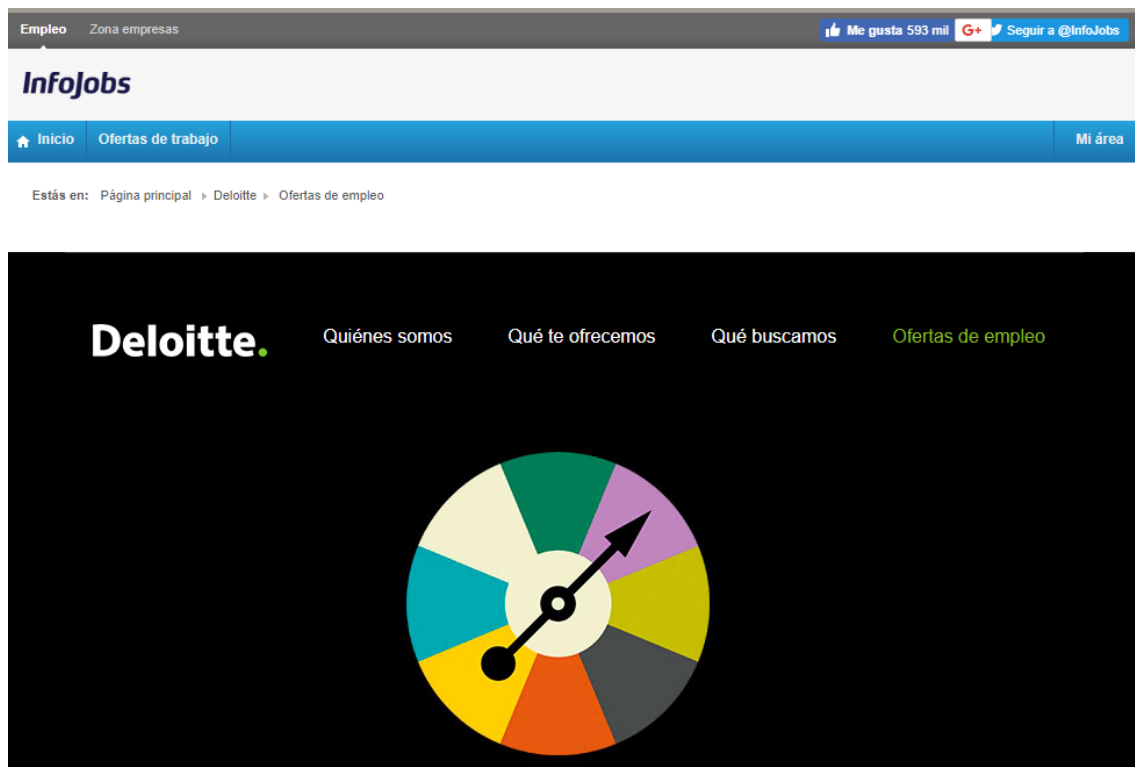 Empleo Zona empresas Me gusta 593 mil G+ Seguir a @InfoJobs
InfoJobs
Inicio Ofertas de trabajo Mi área
Estás en: Página principal Deloitte Ofertas de empleo
Deloitte. Quiénes somos Qué te ofrecemos Qué buscamos Ofertas de empleo